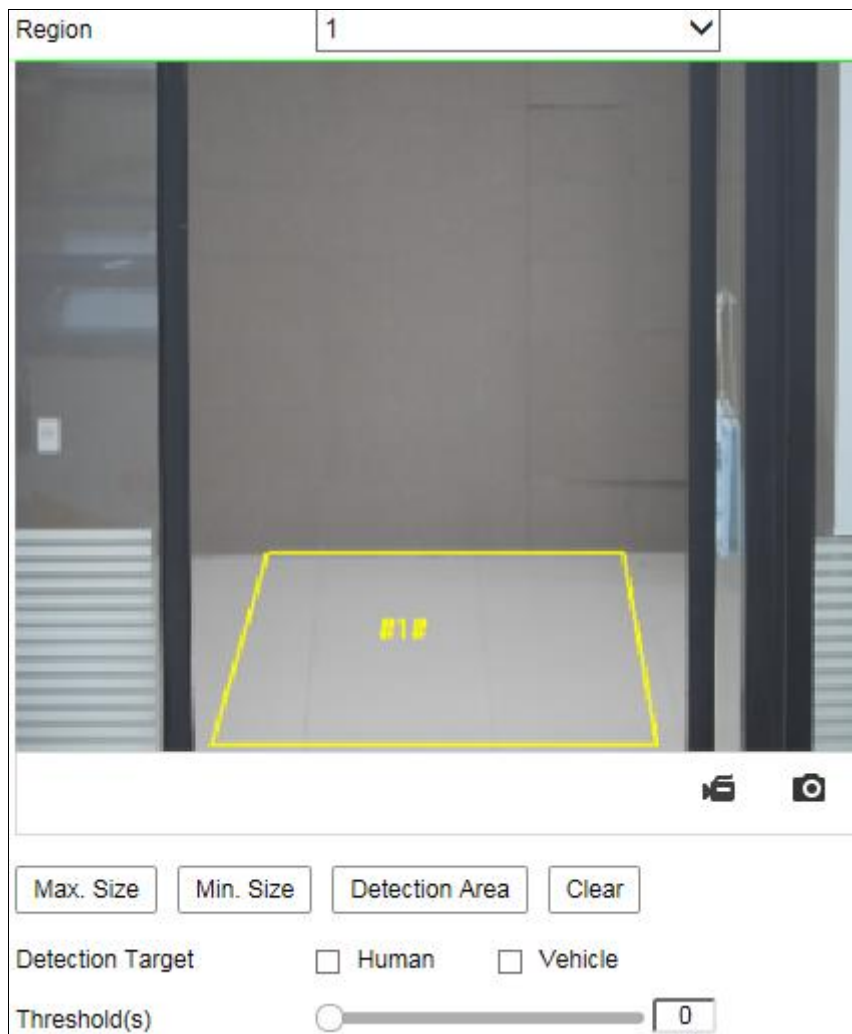 Region 1
#1#
Max. Size Min. Size Detection Area Clear
Detection Target Human Vehicle
Threshold(s) 0